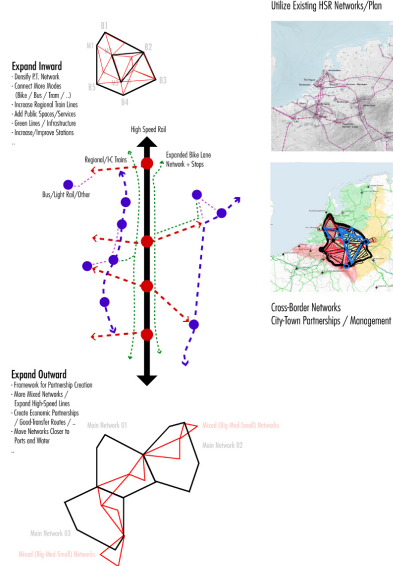 Utilize Existing HSR Networks/Plan
B1
B2
B3
B4
B5
Expand Inward
- Densify P.T. Network
- Connect More Modes
(Bike / Bus / Tram / ..)
- Increase Regional Train Lines
- Add Public Spaces/Services
- Green Lines / Infrastructure
- Increase/Improve Stations
..
High Speed Rail
Regional/I-C Trains
Expanded Bike Lane
Network + Stops
Bus/Light Rail/Other
Cross-Border Networks
City-Town Partnerships / Management
Expand Outward
- Framework for Partnership Creation
- More Mixed Networks /
Expand High-Speed Lines
- Create Economic Partnerships
/ Good-Transfer Routes / ..
- Move Networks Closer to
Ports and Water
..
Main Network 01
Mixed (Big-Med-Small) Networks
Main Network 02
Main Network 03
Mixed (Big-Med-Small) Networks